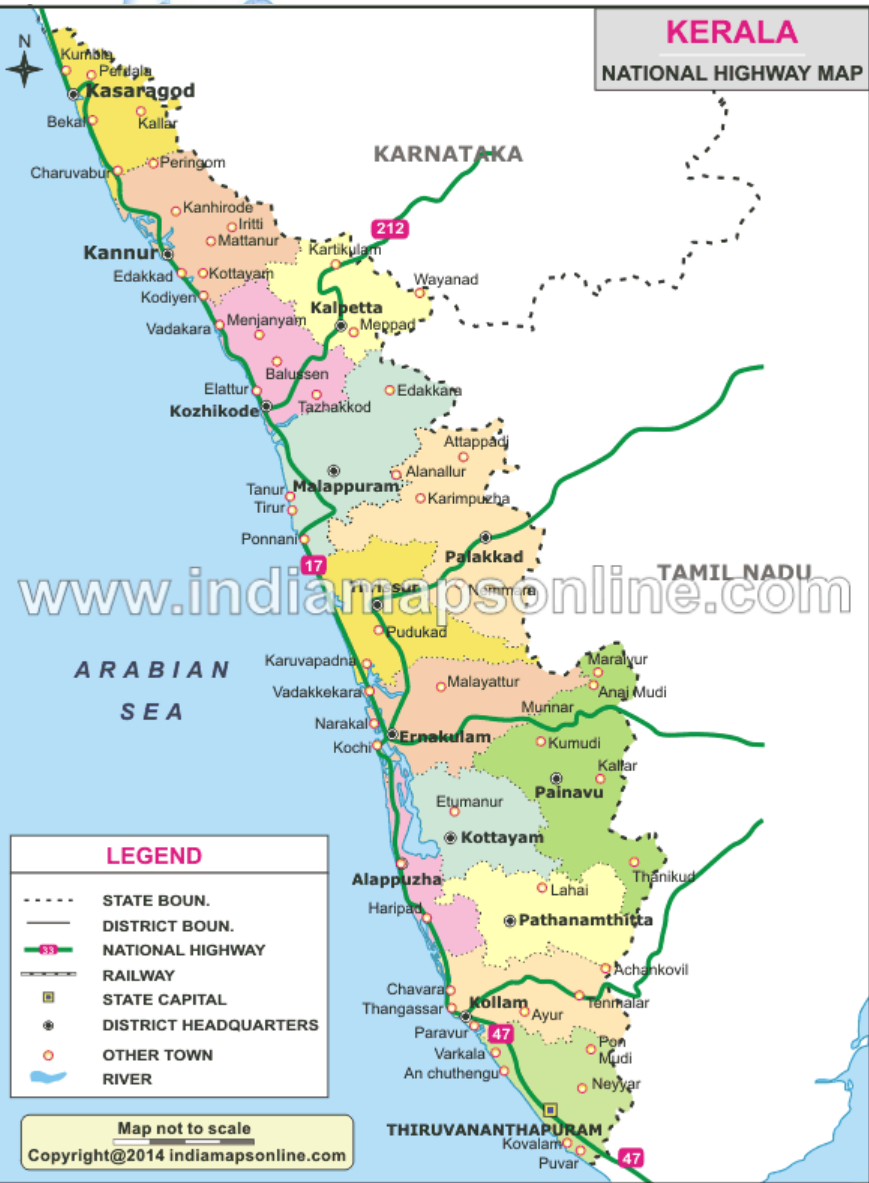 KERALA
NATIONAL HIGHWAY MAP
N
Kumbla
Perdala
Kasaragod
Bekal
Kallar
Charuvabur
Peringom
KARNATAKA
Kanhirode
Iritti
212
Mattanur
Kannur
Kartikulam
Edakkad
Kottayam
Wayanad
Kodiyen
Kalpetta
Vadakara
Menjanyam
Meppad
Balussen
Elattur
Edakkara
Kozhikode
Tazhakkod
Attappadi
Alanallur
Malappuram
Tanur
Karimpuzha
Tirur
Ponnani
Palakkad
17
TAMIL NADU
Thrissur
Nemmara
www.indiamapsonline.com
Pudukad
ARABIAN
SEA
Karuvapadna
Maraiyur
Malayattur
Vadakkekara
Anai Mudi
Munnar
Narakal
Ernakulam
Kochi
Kumudi
Kallar
Painavu
Etumanur
Kottayam
Thanikud
Alappuzha
Lahai
Haripad
Pathanamthitta
Achankovil
Chavara
Kollam
Tenmalar
Thangassar
Ayur
Paravur
47
Pon
Mudi
Varkala
An chuthengu
Neyyar
THIRUVANANTHAPURAM
Kovalam
Puvar
47
LEGEND
STATE BOUN.
DISTRICT BOUN.
33 NATIONAL HIGHWAY
RAILWAY
STATE CAPITAL
DISTRICT HEADQUARTERS
OTHER TOWN
RIVER
Map not to scale
Copyright@2014 indiamapsonline.com